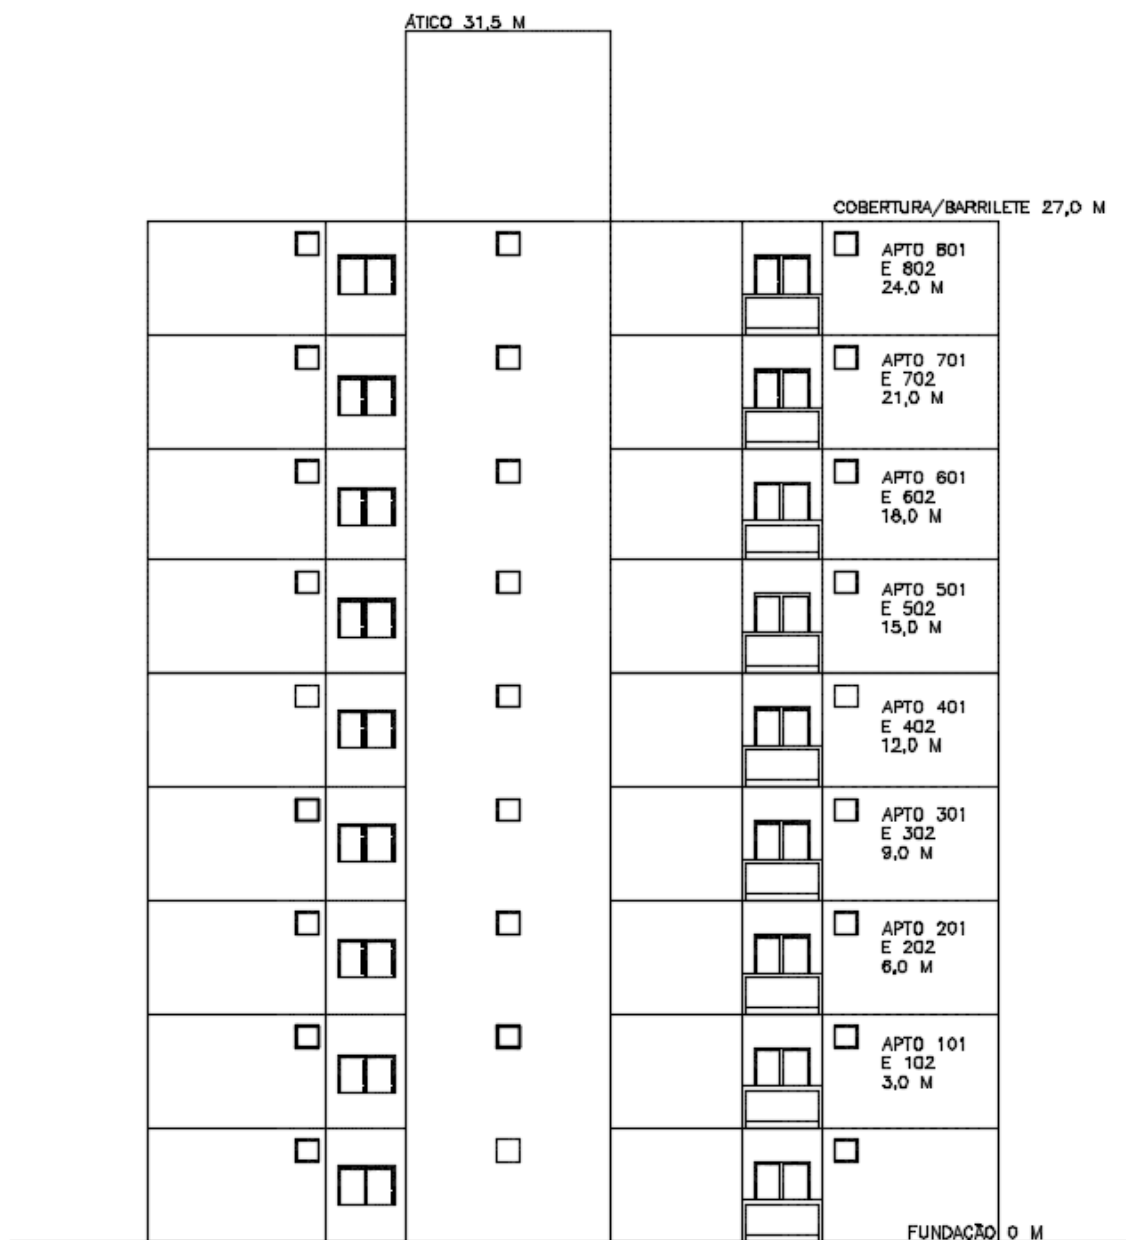 ÁTICO 31,5 M
COBERTURA/BARRILETE 27,0 M
APTO 801
E 802
24,0 M
APTO 701
E 702
21,0 M
APTO 601
E 602
18,0 M
APTO 501
E 502
15,0 M
APTO 401
E 402
12,0 M
APTO 301
E 302
9,0 M
APTO 201
E 202
6,0 M
APTO 101
E 102
3,0 M
FUNDAÇÃO 0 M